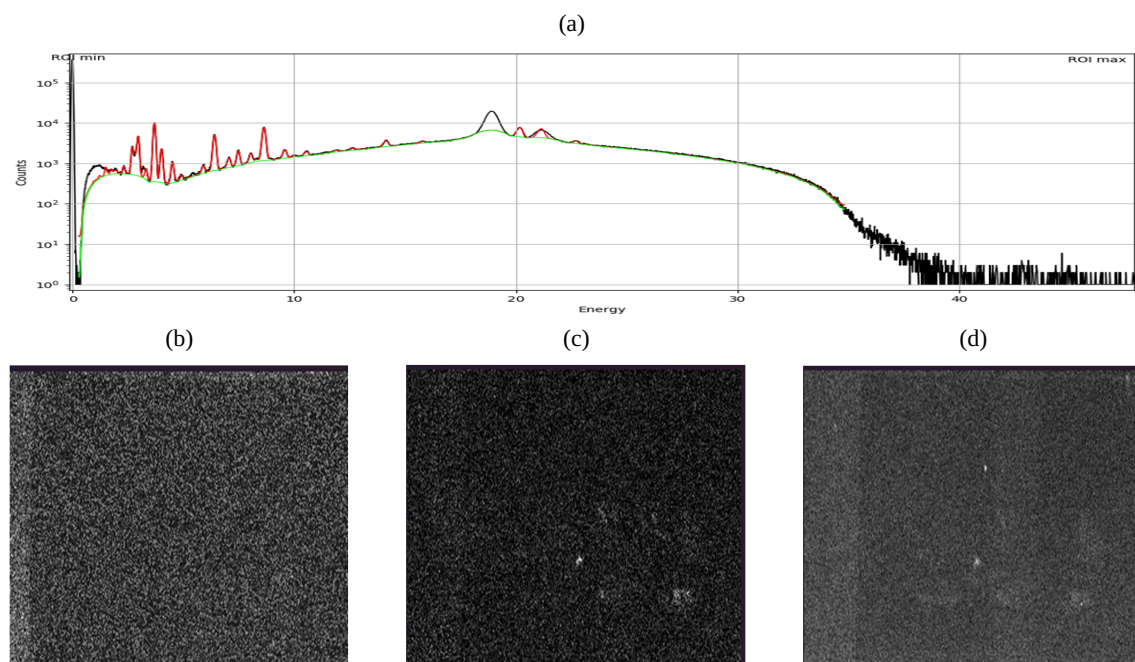 (a)
ROI min
ROI max
10⁵
10⁴
10³
10²
10¹
10⁰
Counts
0
10
20
30
40
Energy
(b)
(c)
(d)